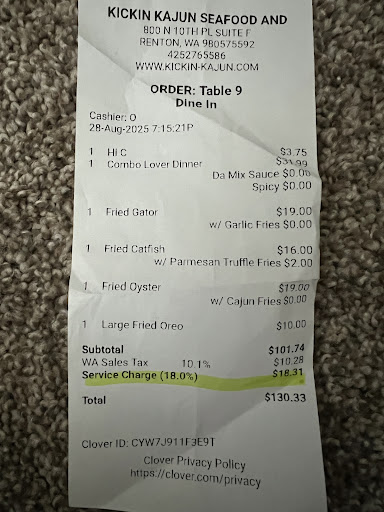 KICKIN KAJUN SEAFOOD AND
800 N 10TH PL SUITE F
RENTON, WA 980575592
4252765586
WWW.KICKIN-KAJUN.COM
ORDER: Table 9
Dine In
Cashier: O
28-Aug-2025 7:15:21P
1 Hi C $3.75
1 Combo Lover Dinner $31.99
Da Mix Sauce $0.00
Spicy $0.00
1 Fried Gator $19.00
w/ Garlic Fries $0.00
1 Fried Catfish $16.00
w/ Parmesan Truffle Fries $2.00
1 Fried Oyster $19.00
w/ Cajun Fries $0.00
1 Large Fried Oreo $10.00
Subtotal $101.74
WA Sales Tax 10.1% $10.28
Service Charge (18.0%) $18.31
Total $130.33
Clover ID: CYW7J911F3E9T
Clover Privacy Policy
https://clover.com/privacy